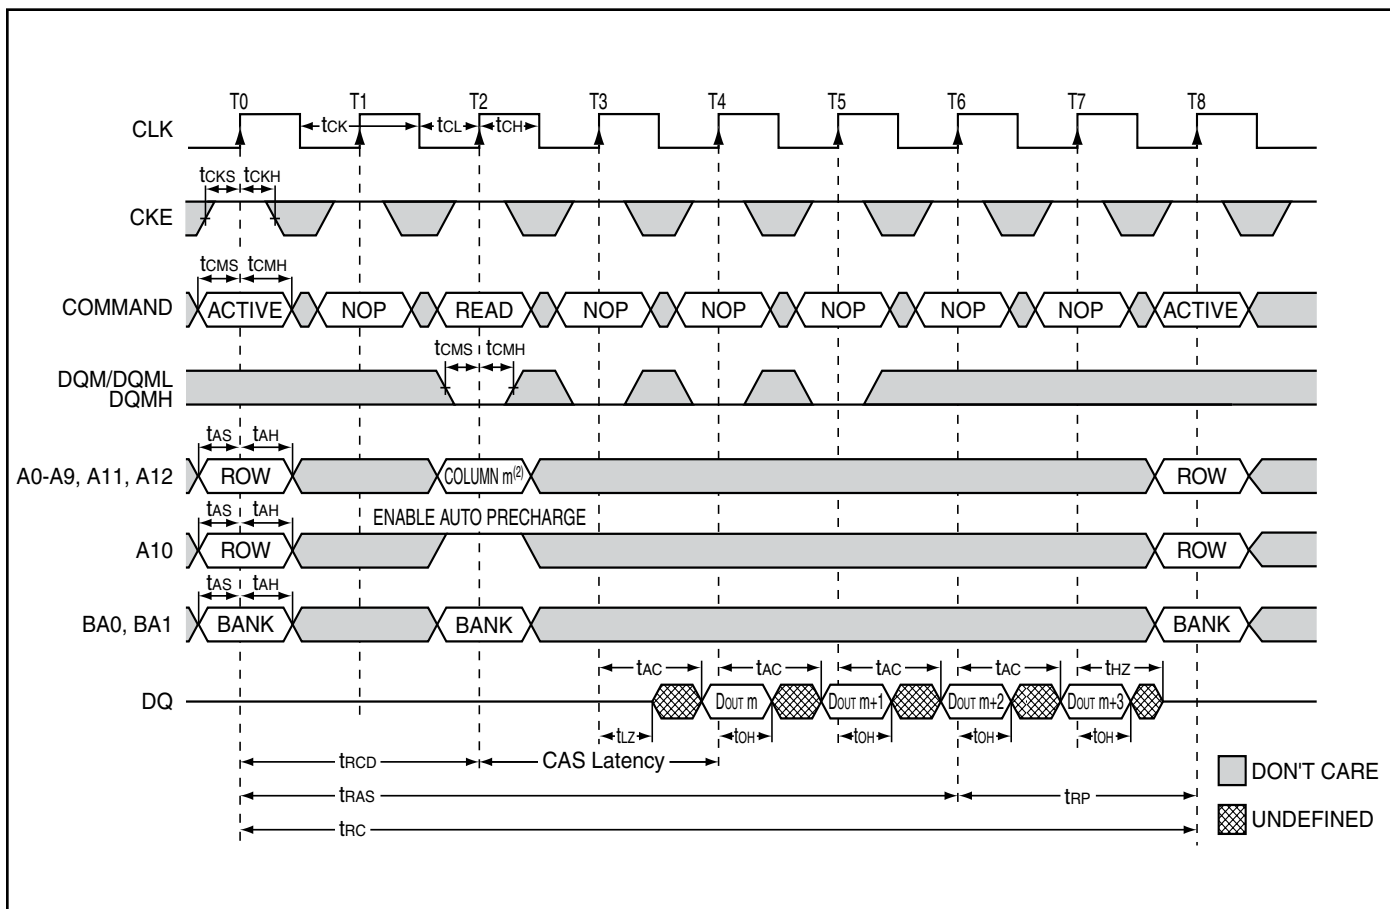 T0 T1 T2 T3 T4 T5 T6 T7 T8
CLK tCK tCL tCH
tCKS tCKH
CKE
tCMS tCMH
COMMAND ACTIVE NOP READ NOP NOP NOP NOP NOP ACTIVE
tCMS tCMH
DQM/DQML
DQMH
tAS tAH
A0-A9, A11, A12 ROW COLUMN m(2) ROW
tAS tAH ENABLE AUTO PRECHARGE
A10 ROW ROW
tAS tAH
BA0, BA1 BANK BANK BANK
tAC tAC tAC tAC tHZ
DQ DOUT m DOUT m+1 DOUT m+2 DOUT m+3
tLZ tOH tOH tOH tOH
tRCD CAS Latency
DON'T CARE
tRAS tRP
UNDEFINED
tRC